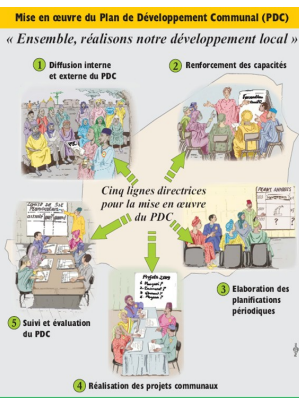 Mise en œuvre du Plan de Développement Communal (PDC)
« Ensemble, réalisons notre développement local »
1 Diffusion interne
et externe du PDC
2 Renforcement des capacités
Cinq lignes directrices
pour la mise en œuvre
du PDC
3 Elaboration des
planifications
périodiques
Projets 2009
5 Suivi et évaluation
du PDC
4 Réalisation des projets communaux